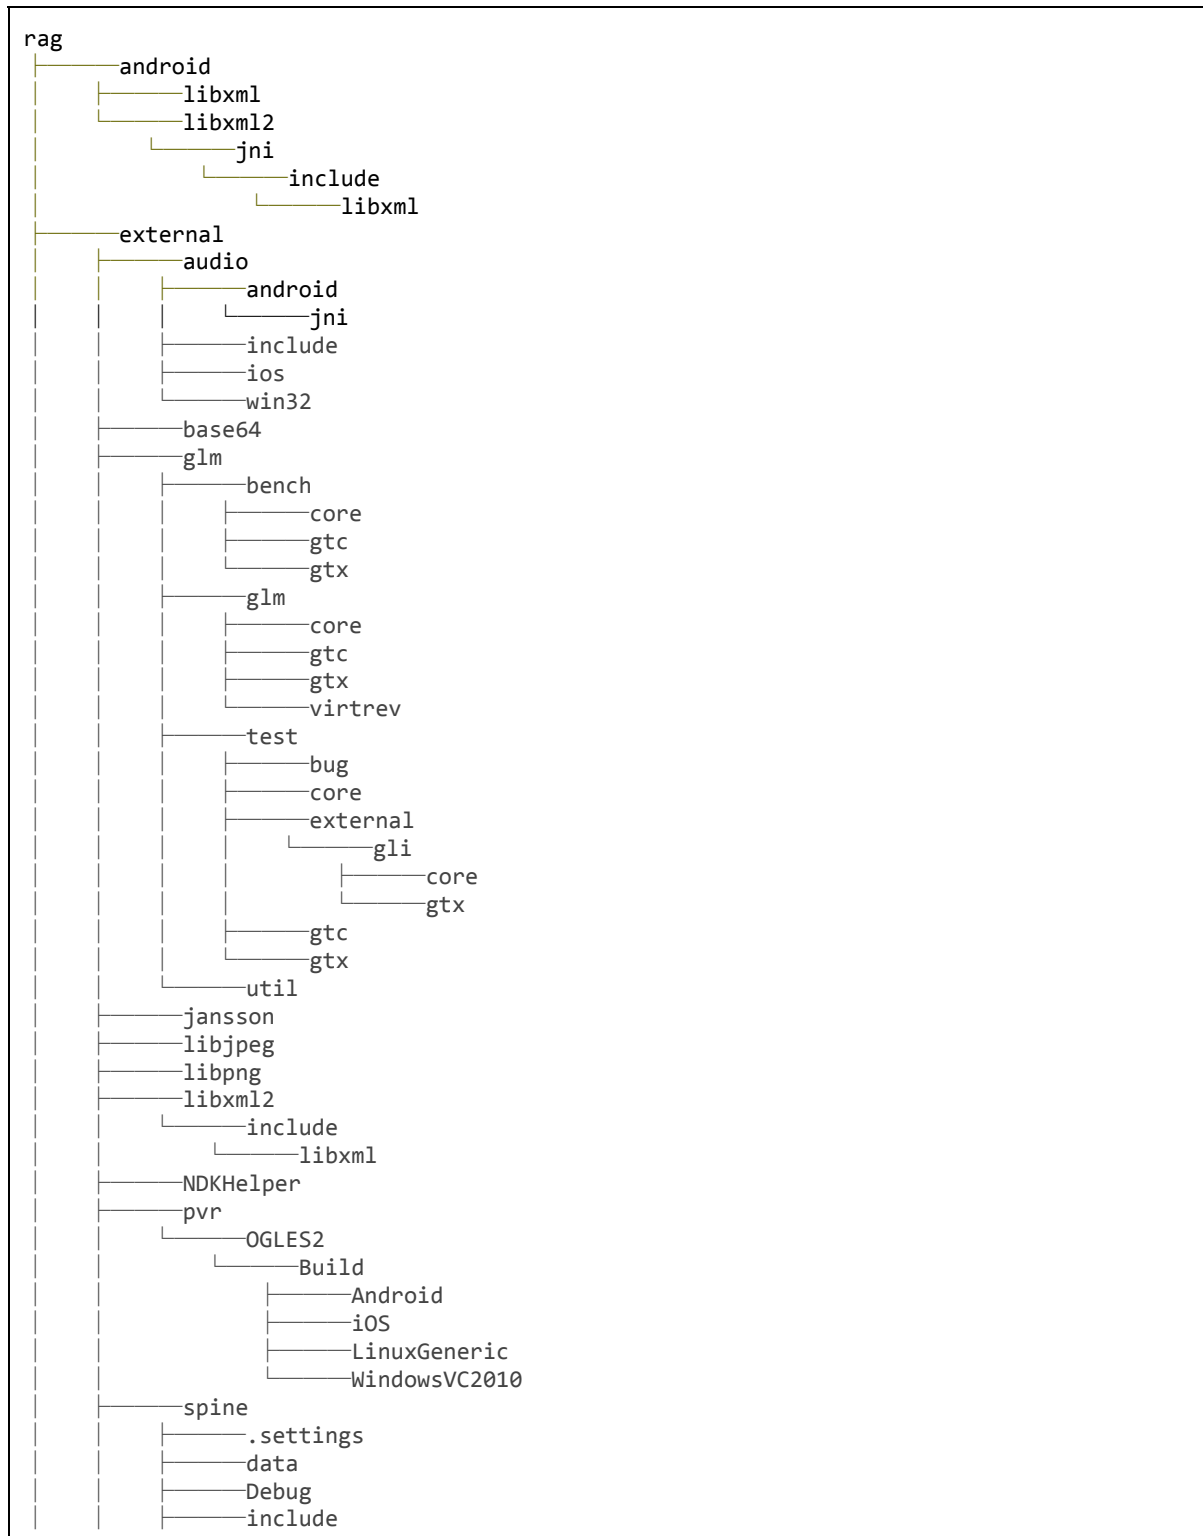 rag
├──────android
│      ├──────libxml
│      └──────libxml2
│            └──────jni
│                  └──────include
│                        └──────libxml
├──────external
│      ├──────audio
│      │      ├──────android
│      │      │      └──────jni
│      │      ├──────include
│      │      ├──────ios
│      │      └──────win32
│      ├──────base64
│      ├──────glm
│      │      ├──────bench
│      │      │      ├──────core
│      │      │      ├──────gtc
│      │      │      └──────gtx
│      │      ├──────glm
│      │      │      ├──────core
│      │      │      ├──────gtc
│      │      │      ├──────gtx
│      │      │      └──────virtrev
│      │      ├──────test
│      │      │      ├──────bug
│      │      │      ├──────core
│      │      │      ├──────external
│      │      │      │      └──────gli
│      │      │      │            ├──────core
│      │      │      │            └──────gtx
│      │      │      ├──────gtc
│      │      │      └──────gtx
│      │      └──────util
│      ├──────jansson
│      ├──────libjpeg
│      ├──────libpng
│      ├──────libxml2
│      │      └──────include
│      │            └──────libxml
│      ├──────NDKHelper
│      ├──────pvr
│      │      └──────OGLES2
│      │            └──────Build
│      │                  ├──────Android
│      │                  ├──────iOS
│      │                  ├──────LinuxGeneric
│      │                  └──────WindowsVC2010
│      ├──────spine
│      │      ├──────.settings
│      │      ├──────data
│      │      ├──────Debug
│      │      ├──────include